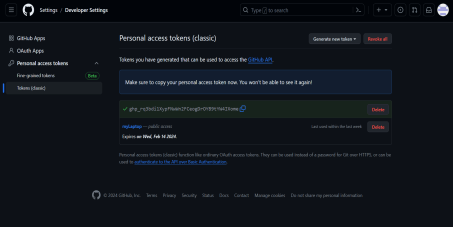 Settings / Developer Settings
Type / to search
GitHub Apps
OAuth Apps
Personal access tokens
Fine-grained tokens
Beta
Tokens (classic)
Personal access tokens (classic)
Generate new token
Revoke all
Tokens you have generated that can be used to access the GitHub API.
Make sure to copy your personal access token now. You won't be able to see it again!
Delete
myLaptop — public access
Last used within the last week
Delete
Expires on Wed, Feb 14 2024.
Personal access tokens (classic) function like ordinary OAuth access tokens. They can be used instead of a password for Git over HTTPS, or can be
used to authenticate to the API over Basic Authentication.
© 2024 GitHub, Inc. Terms Privacy Security Status Docs Contact Manage cookies Do not share my personal information